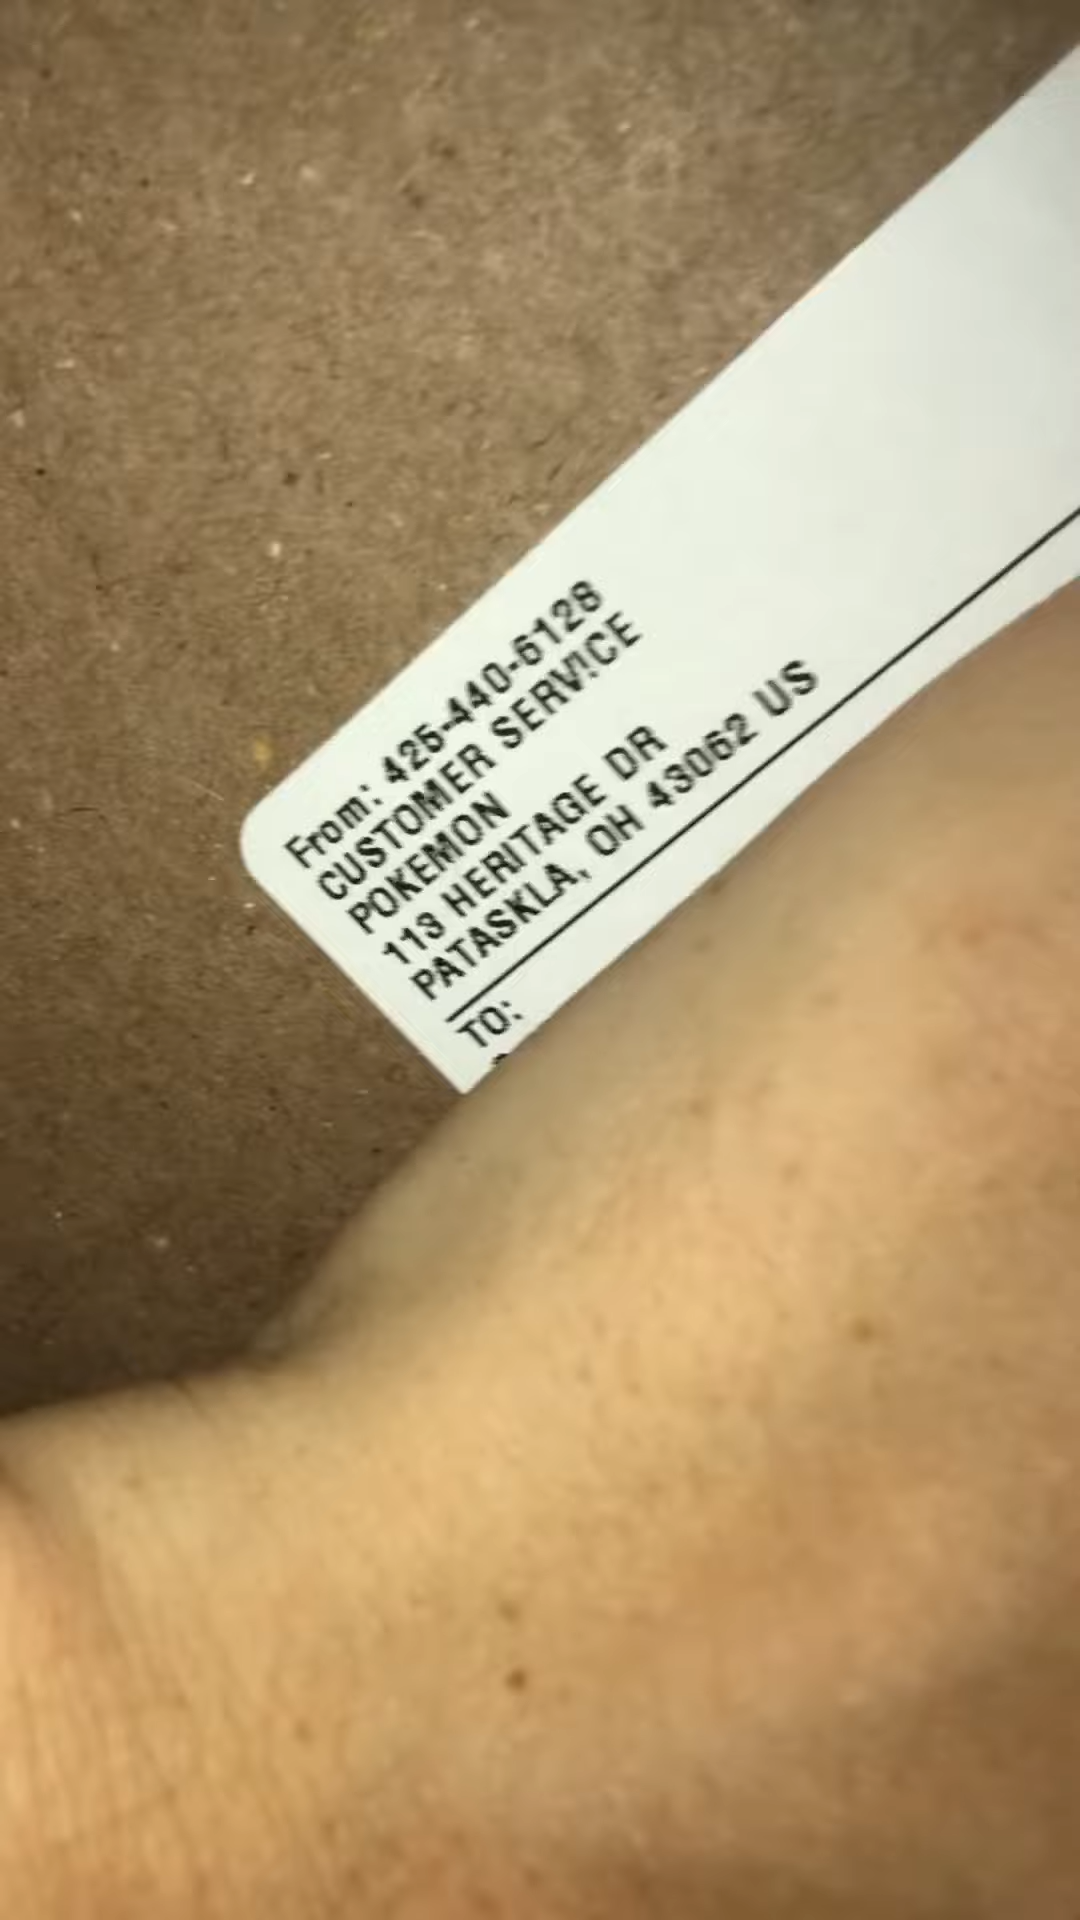 From: 425-440-6128
CUSTOMER SERVICE
POKEMON
113 HERITAGE DR
PATASKLA, OH 43062 US
TO: